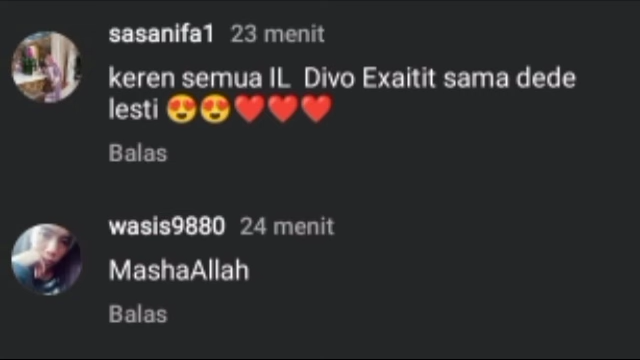 sasanifa1 23 menit
keren semua IL Divo Exaitit sama dede
lesti 😍😍❤️❤️❤️
Balas
wasis9880 24 menit
MashaAllah
Balas